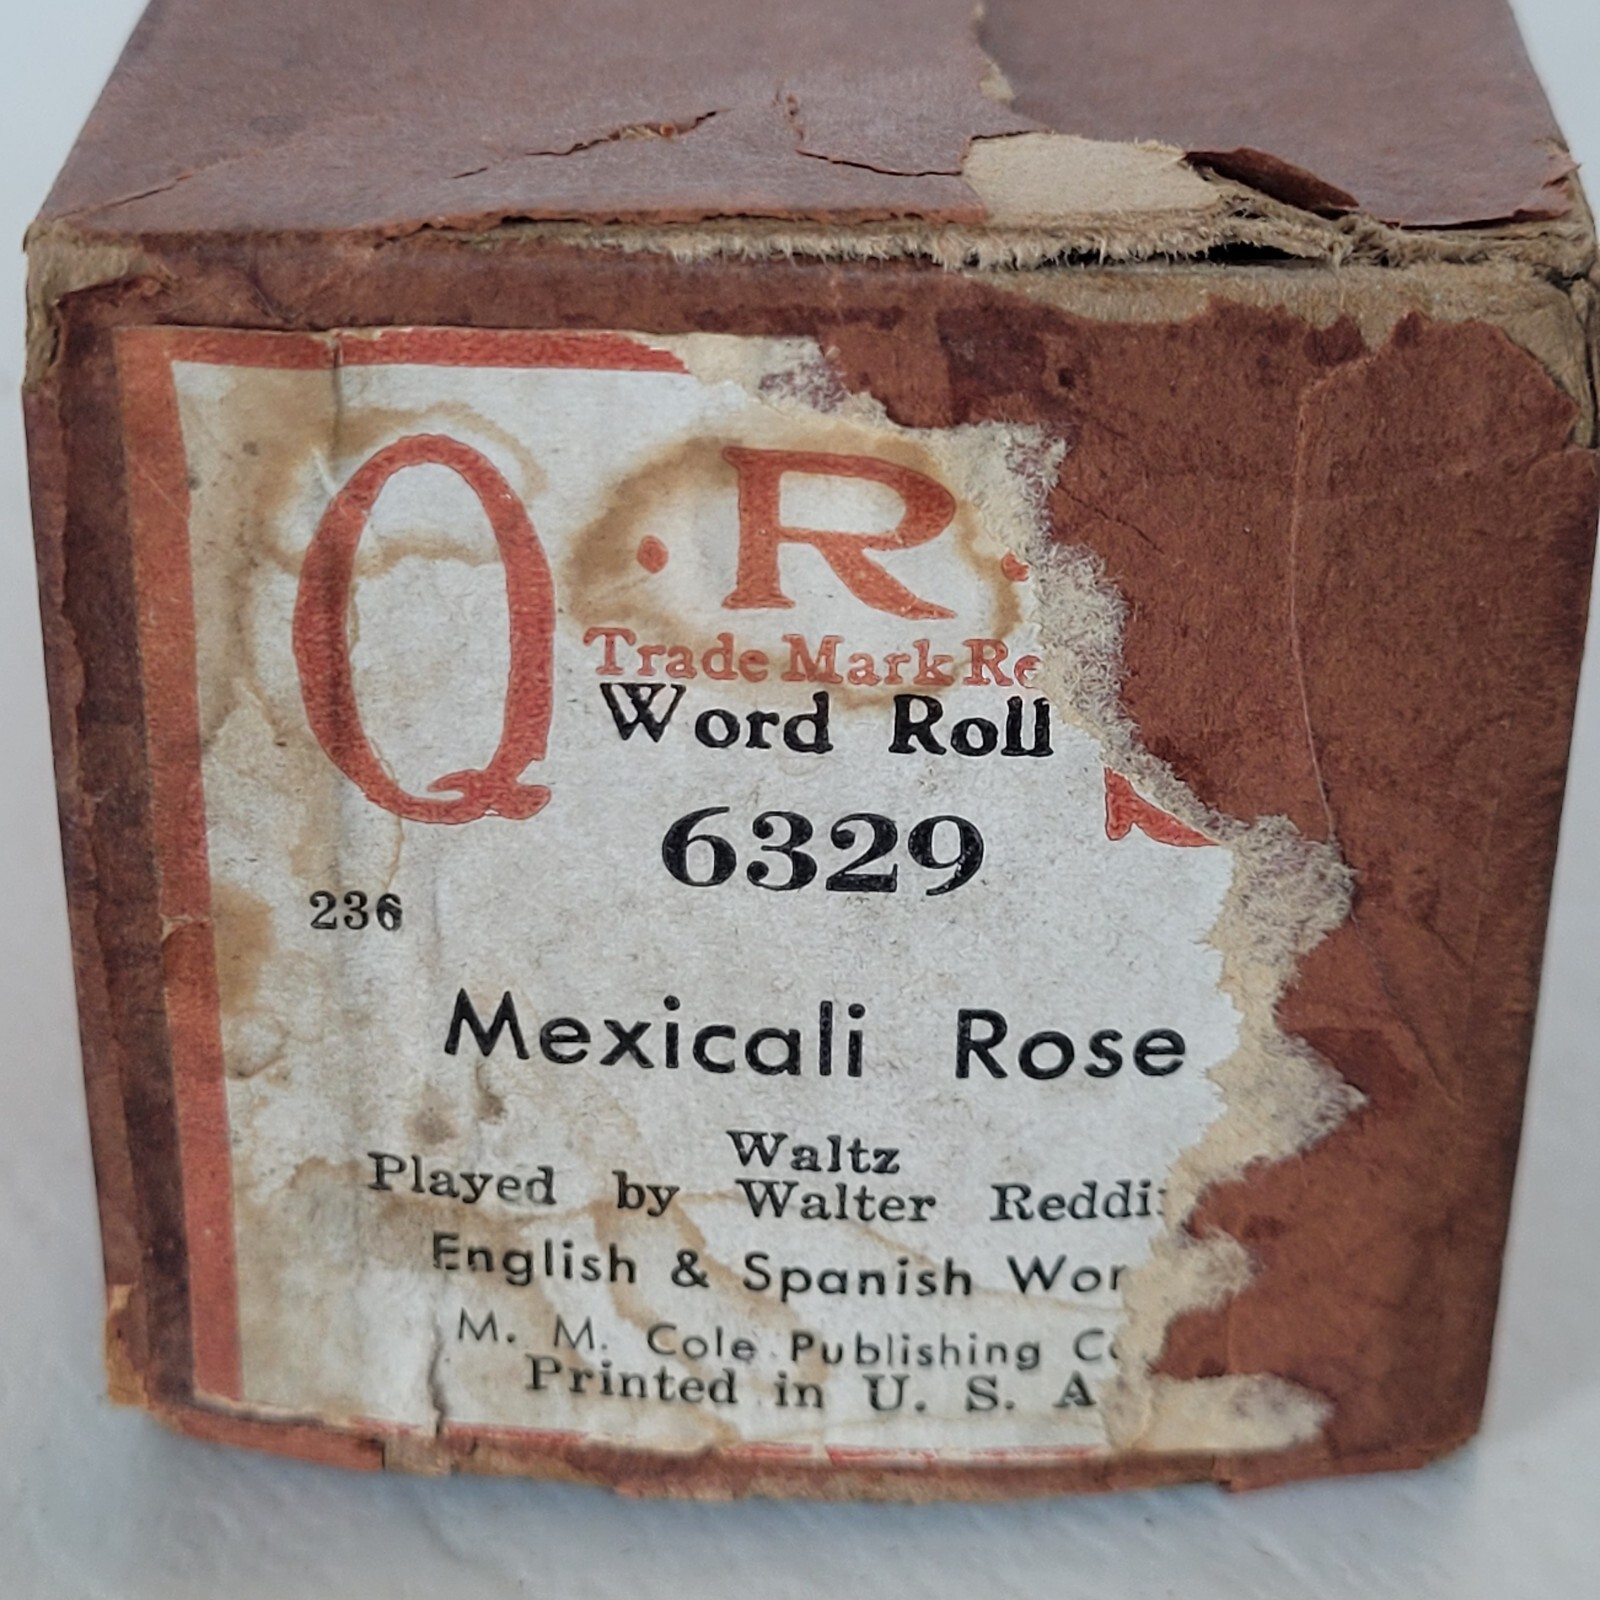 Q · R ·
Trade Mark Re
Word Roll
6329
236
Mexicali Rose
Waltz
Played by Walter Reddi
English & Spanish Wor
M. M. Cole Publishing C
Printed in U. S. A